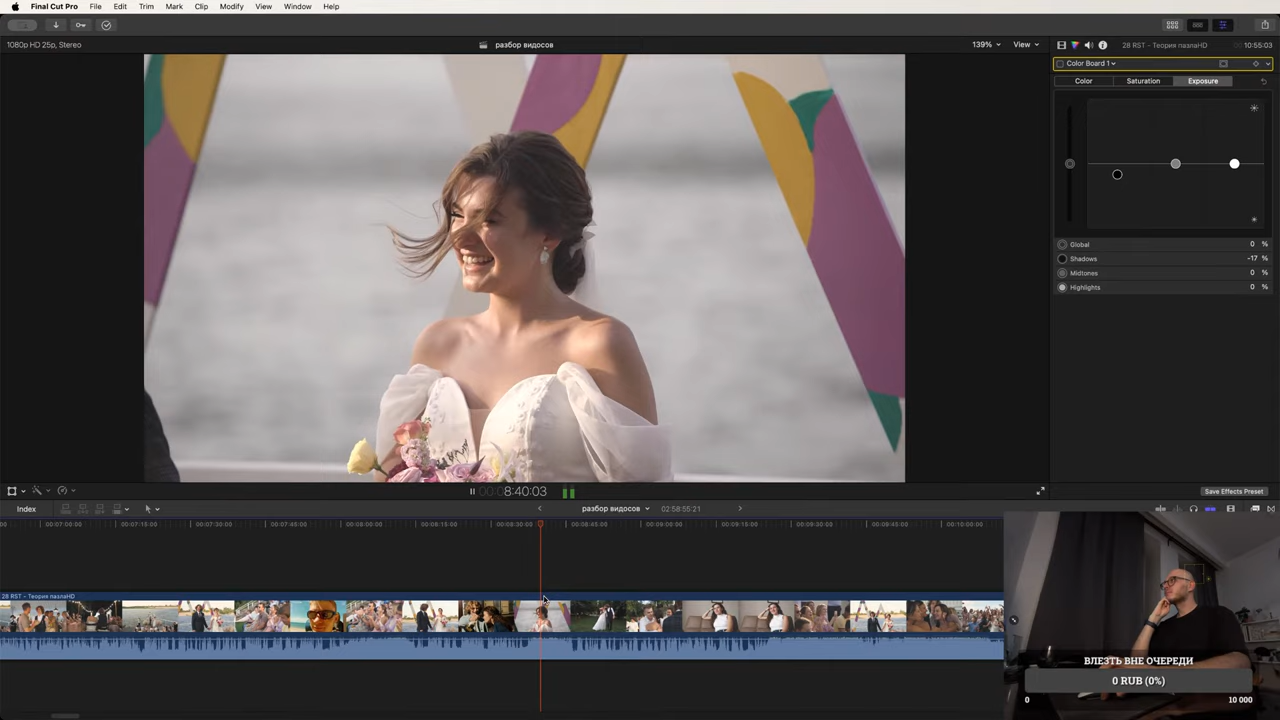 Final Cut Pro File Edit Trim Mark Clip Modify View Window Help
1080p HD 25p, Stereo
разбор видосов
139% View
28 RST - Теория пазлаHD 10:55:03
Color Board 1
Color Saturation Exposure
Global 0 %
Shadows -17 %
Midtones 0 %
Highlights 0 %
8:40:03
Save Effects Preset
Index
разбор видосов 02:58:55:21
00:07:00:00 00:07:15:00 00:07:30:00 00:07:45:00 00:08:00:00 00:08:15:00 00:08:30:00 00:08:45:00 00:09:00:00 00:09:15:00 00:09:30:00 00:09:45:00 00:10:00:00
28 RST - Теория пазлаHD
ВЛЕЗТЬ ВНЕ ОЧЕРЕДИ
0 RUB (0%)
0 10 000